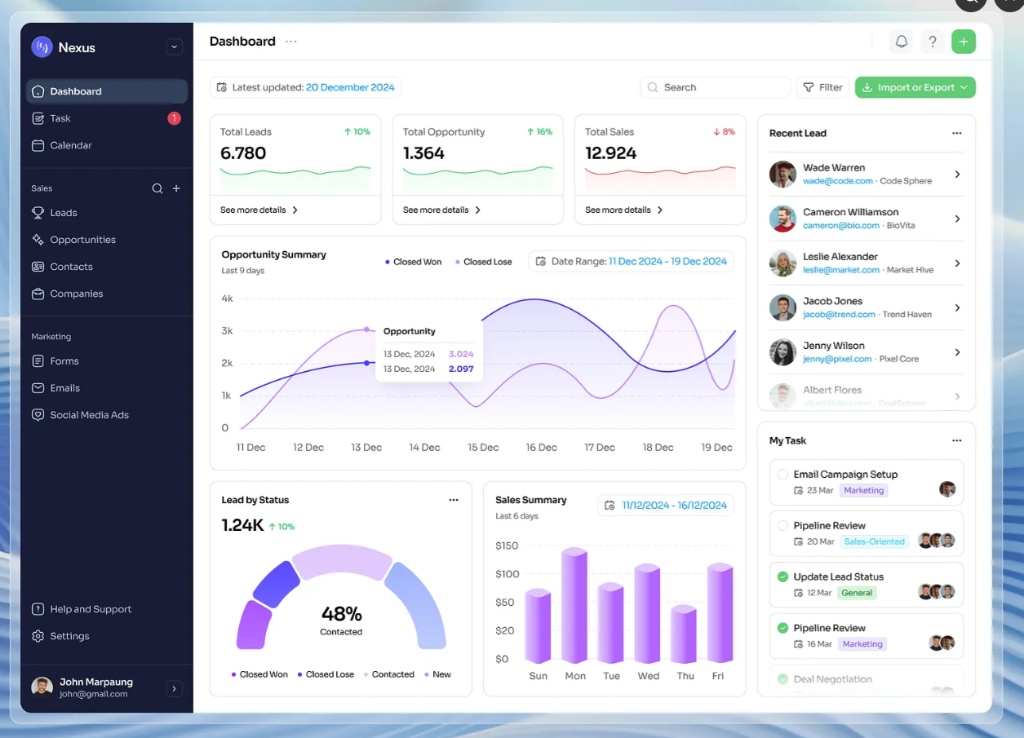 Nexus
Dashboard
Task
1
Calendar
Sales
Leads
Opportunities
Contacts
Companies
Marketing
Forms
Emails
Social Media Ads
Help and Support
Settings
John Marpaung
john@gmail.com
Dashboard ...
?
+
Latest updated: 20 December 2024
Search
Filter
Import or Export
Total Leads
↑ 10%
6.780
See more details
Total Opportunity
↑ 16%
1.364
See more details
Total Sales
↓ 8%
12.924
See more details
Opportunity Summary
Last 9 days
Closed Won
Closed Lose
Date Range: 11 Dec 2024 - 19 Dec 2024
4k
3k
2k
1k
0
Opportunity
13 Dec, 2024 3.024
13 Dec, 2024 2.097
11 Dec 12 Dec 13 Dec 14 Dec 15 Dec 16 Dec 17 Dec 18 Dec 19 Dec
Lead by Status
1.24K ↑ 10%
48%
Contacted
Closed Won Closed Lose Contacted New
Sales Summary
Last 6 days
11/12/2024 - 16/12/2024
$150
$100
$50
$20
$0
Sun Mon Tue Wed Thu Fri
Recent Lead
Wade Warren
wade@code.com · Code Sphere
Cameron Williamson
cameron@bio.com · BioVita
Leslie Alexander
leslie@market.com · Market Hive
Jacob Jones
jacob@trend.com · Trend Haven
Jenny Wilson
jenny@pixel.com · Pixel Core
Albert Flores
My Task
Email Campaign Setup
23 Mar Marketing
Pipeline Review
20 Mar Sales-Oriented
Update Lead Status
12 Mar General
Pipeline Review
16 Mar Marketing
Deal Negotiation